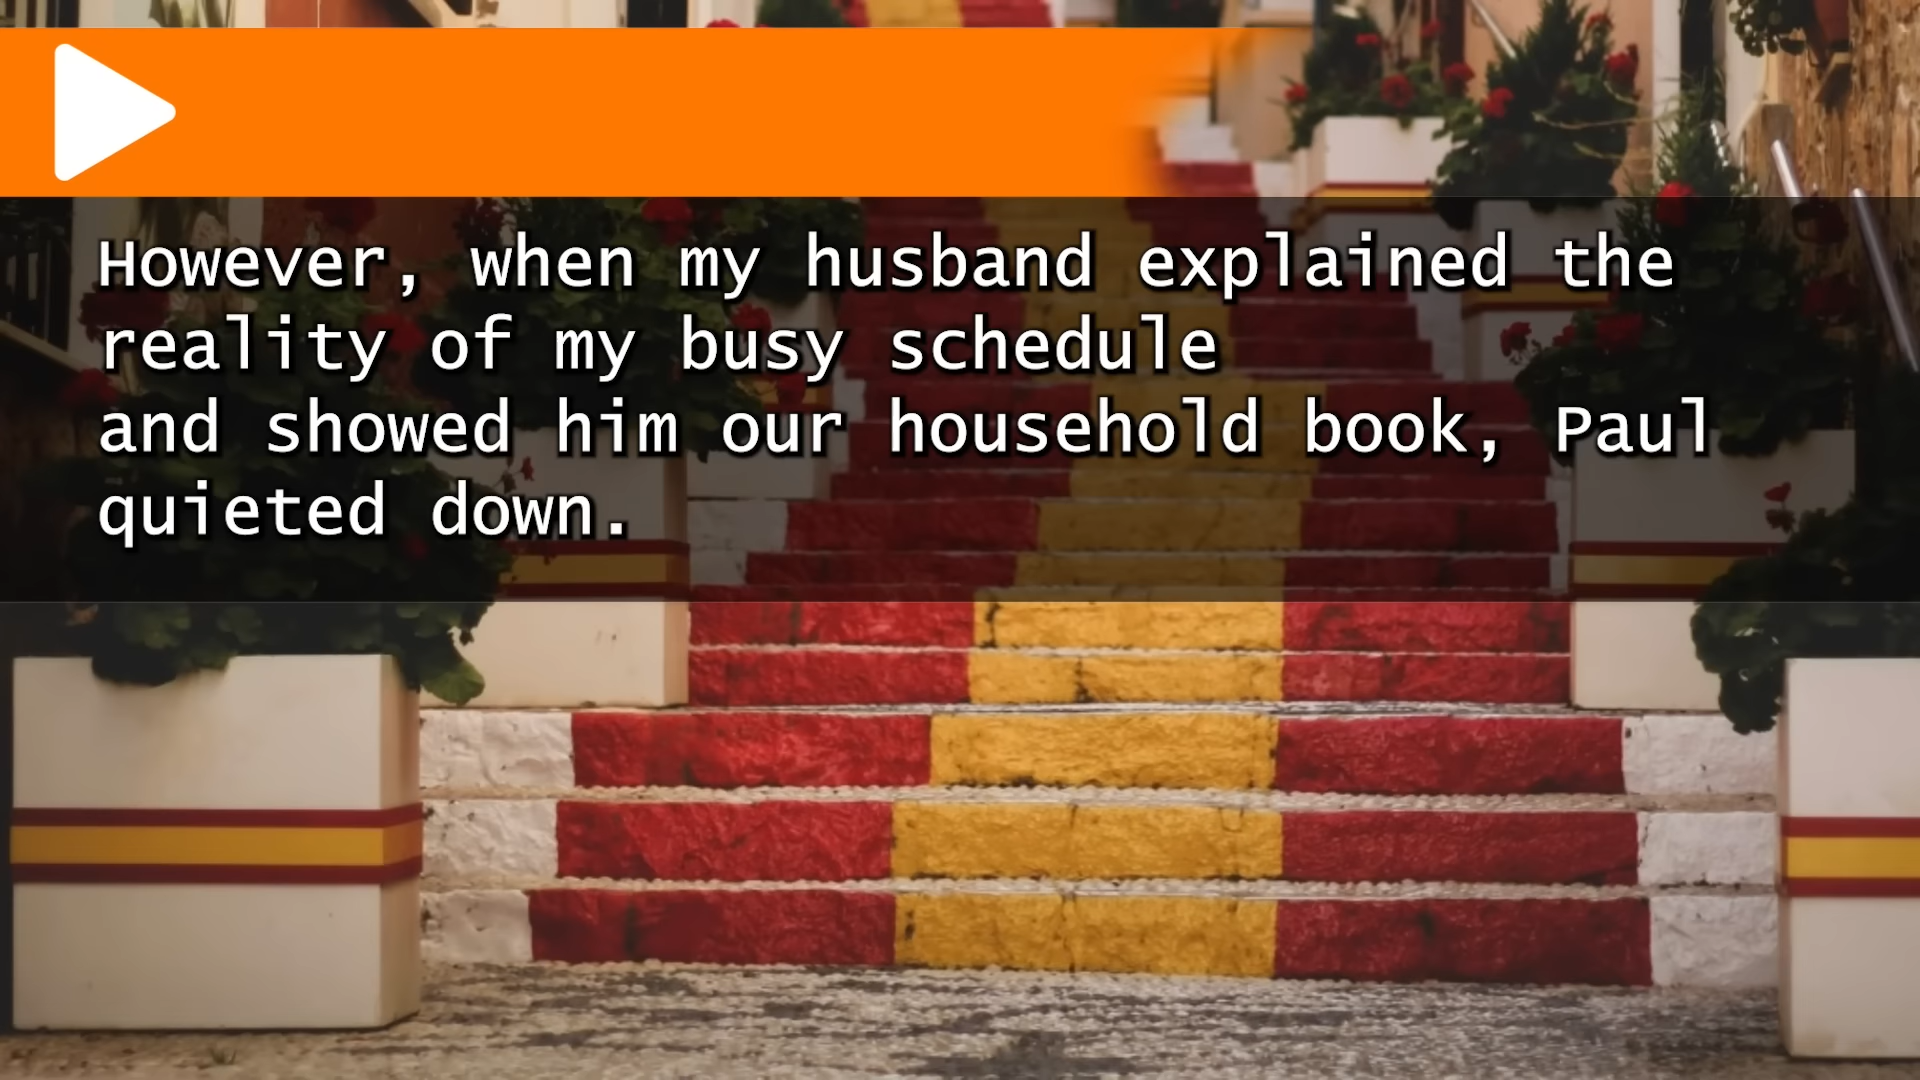 However, when my husband explained the
reality of my busy schedule
and showed him our household book, Paul
quieted down.